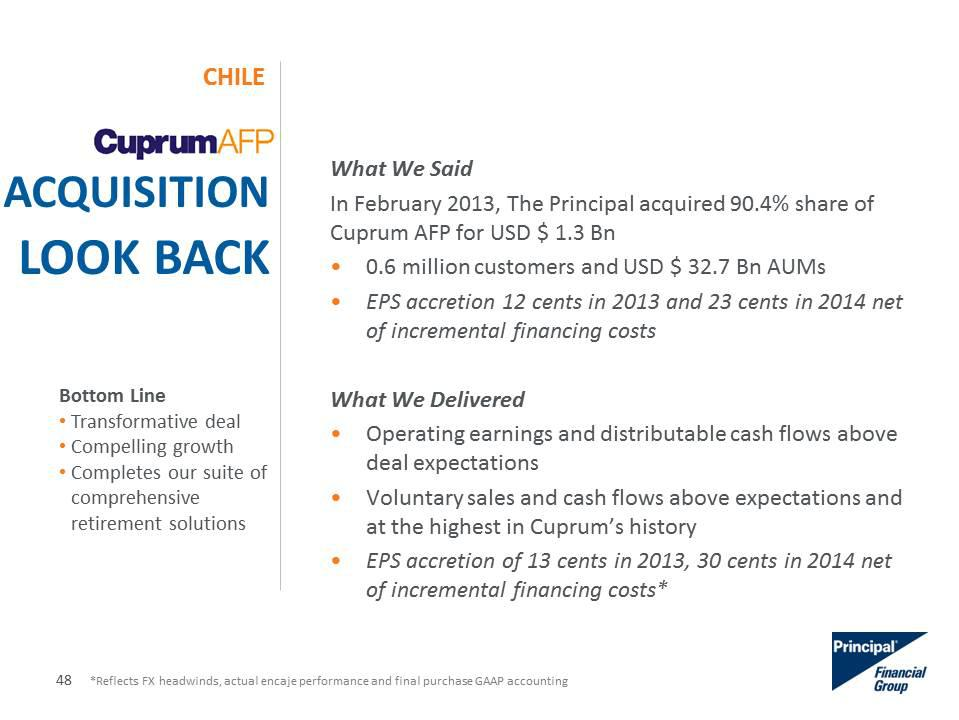 CHILE
CuprumAFP
ACQUISITION
LOOK BACK
Bottom Line
• Transformative deal
• Compelling growth
• Completes our suite of
comprehensive
retirement solutions
What We Said
In February 2013, The Principal acquired 90.4% share of
Cuprum AFP for USD $ 1.3 Bn
• 0.6 million customers and USD $ 32.7 Bn AUMs
• EPS accretion 12 cents in 2013 and 23 cents in 2014 net
of incremental financing costs
What We Delivered
• Operating earnings and distributable cash flows above
deal expectations
• Voluntary sales and cash flows above expectations and
at the highest in Cuprum’s history
• EPS accretion of 13 cents in 2013, 30 cents in 2014 net
of incremental financing costs*
48 *Reflects FX headwinds, actual encaje performance and final purchase GAAP accounting
Principal®
Financial
Group